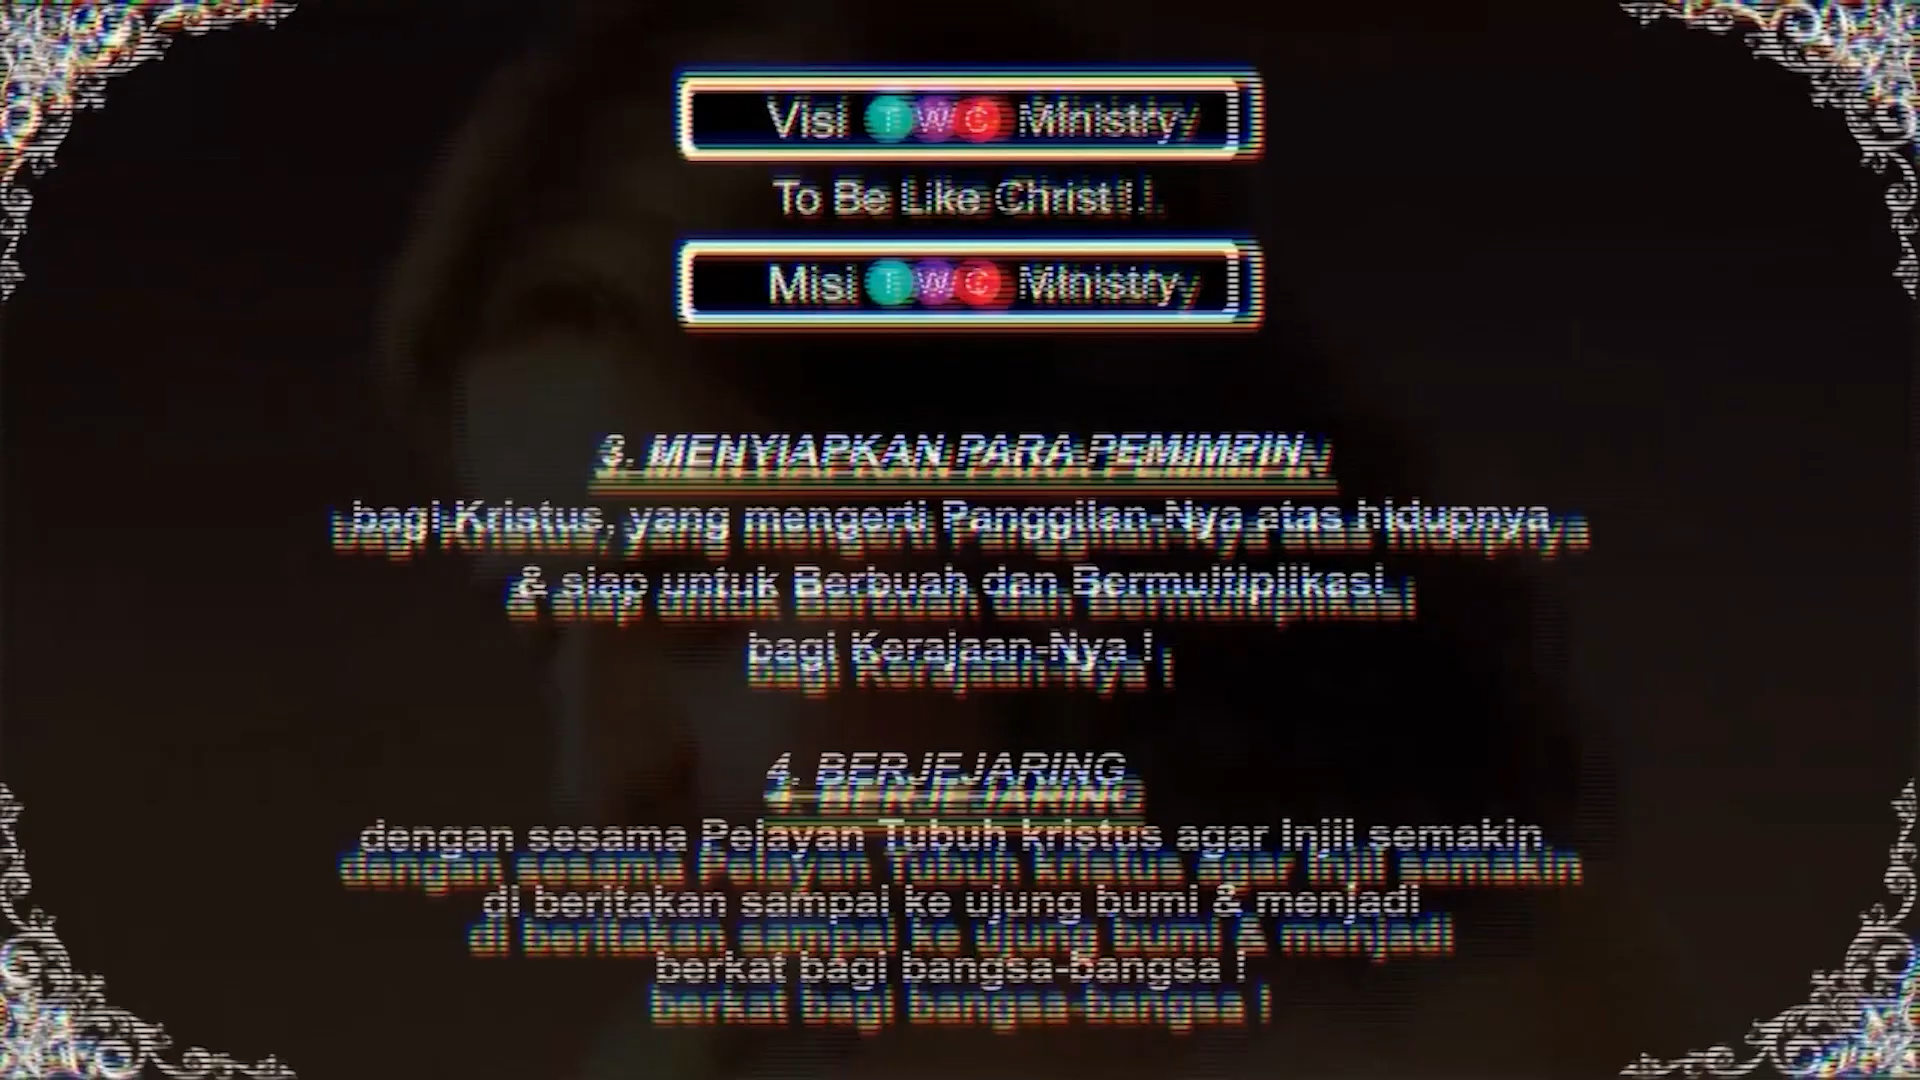 Visi TWC Ministry
To Be Like Christ !
Misi TWC Ministry
3. MENYIAPKAN PARA PEMIMPIN
bagi Kristus, yang mengerti Panggilan-Nya atas hidupnya
& siap untuk Berbuah dan Bermultiplikasi
bagi Kerajaan-Nya !
4. BERJEJARING
dengan sesama Pelayan Tubuh kristus agar Injil semakin
di beritakan sampai ke ujung bumi & menjadi
berkat bagi bangsa-bangsa !